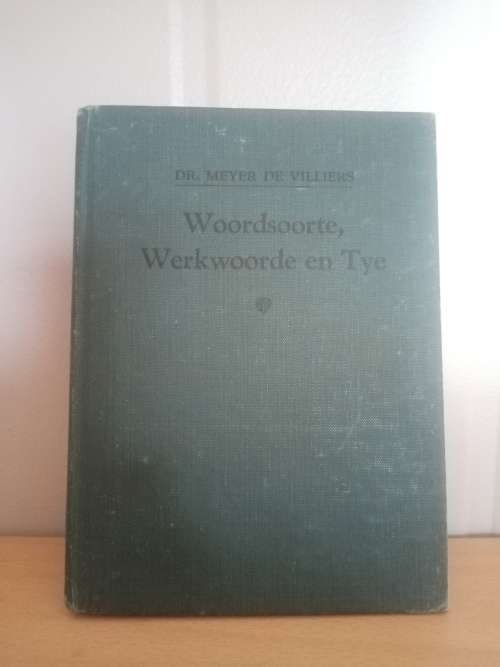 DR. MEYER DE VILLIERS
Woordsoorte,
Werkwoorde en Tye